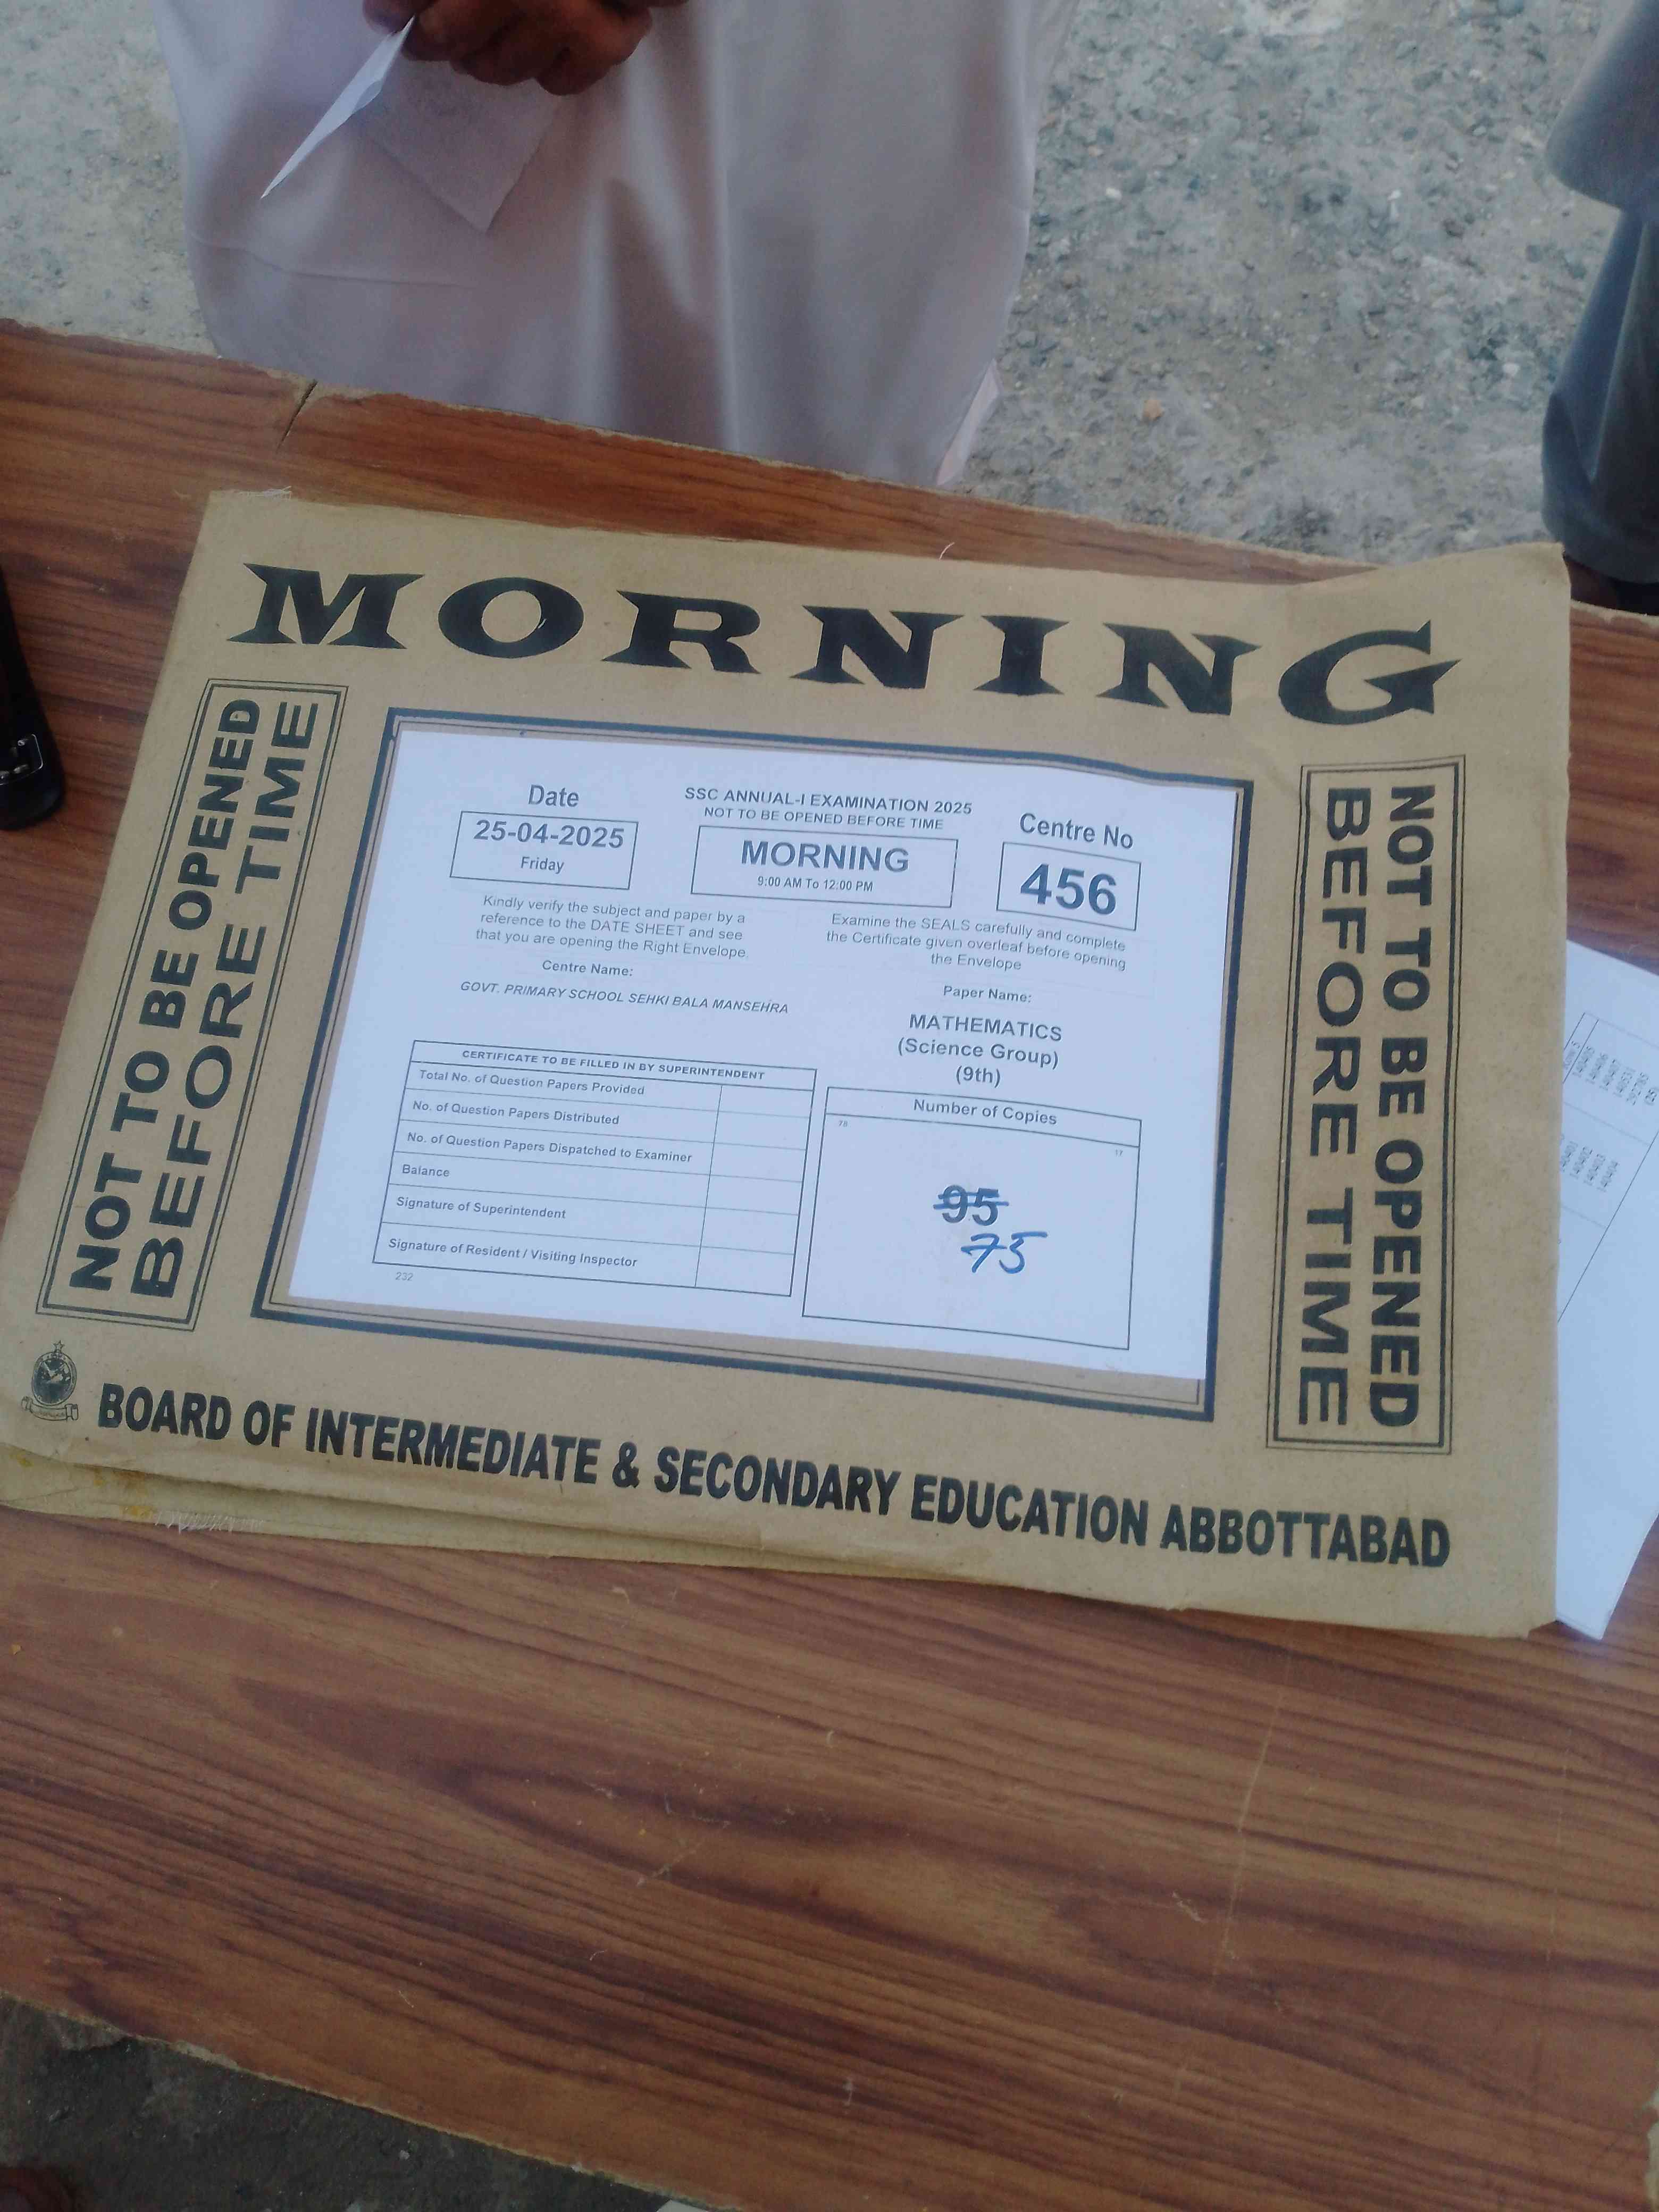 MORNING
NOT TO BE OPENED
BEFORE TIME
Date
25-04-2025
Friday
SSC ANNUAL-I EXAMINATION 2025
NOT TO BE OPENED BEFORE TIME
MORNING
9:00 AM To 12:00 PM
Centre No
456
Kindly verify the subject and paper by a
reference to the DATE SHEET and see
that you are opening the Right Envelope
Examine the SEALS carefully and complete
the Certificate given overleaf before opening
the Envelope
Centre Name:
GOVT. PRIMARY SCHOOL SEHKI BALA MANSEHRA
Paper Name:
MATHEMATICS
(Science Group)
(9th)
CERTIFICATE TO BE FILLED IN BY SUPERINTENDENT
Total No. of Question Papers Provided
No. of Question Papers Distributed
No. of Question Papers Dispatched to Examiner
Balance
Signature of Superintendent
Signature of Resident / Visiting Inspector
232
Number of Copies
78
17
95
75
NOT TO BE OPENED
BEFORE TIME
BOARD OF INTERMEDIATE & SECONDARY EDUCATION ABBOTTABAD